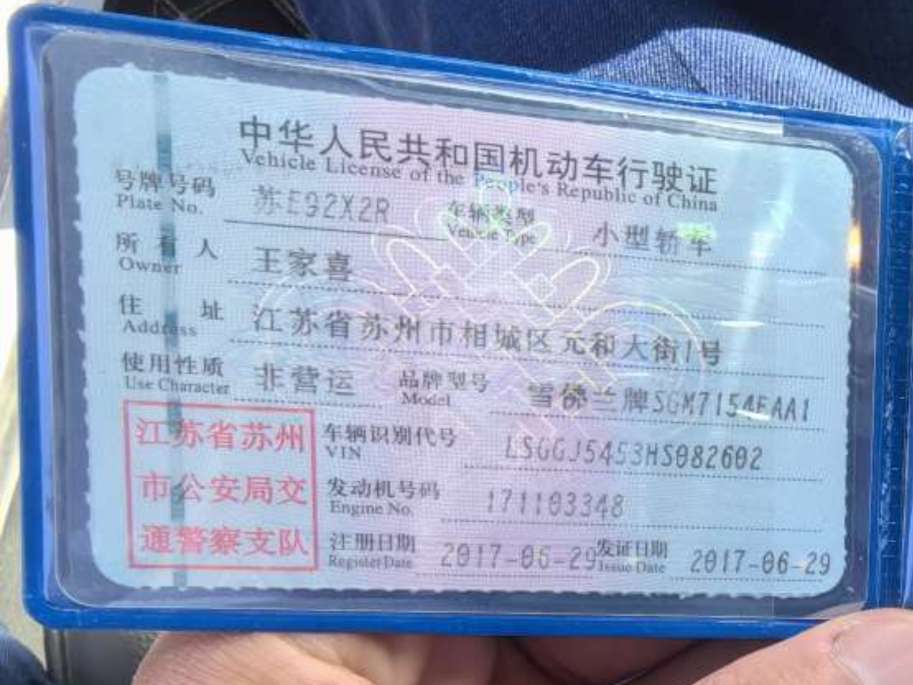 中华人民共和国机动车行驶证
Vehicle License of the People's Republic of China
号牌号码 苏E92X2R 车辆类型 小型轿车
Plate No. Vehicle Type
所有人 王家喜
Owner
住址 江苏省苏州市相城区元和大街1号
Address
使用性质 非营运 品牌型号 雪佛兰牌SGM7154EAA1
Use Character Model
江苏省苏州
市公安局交
通警察支队
车辆识别代号 LSGGJ5453HS082602
VIN
发动机号码 171103348
Engine No.
注册日期 2017-06-29 发证日期 2017-06-29
Register Date Issue Date